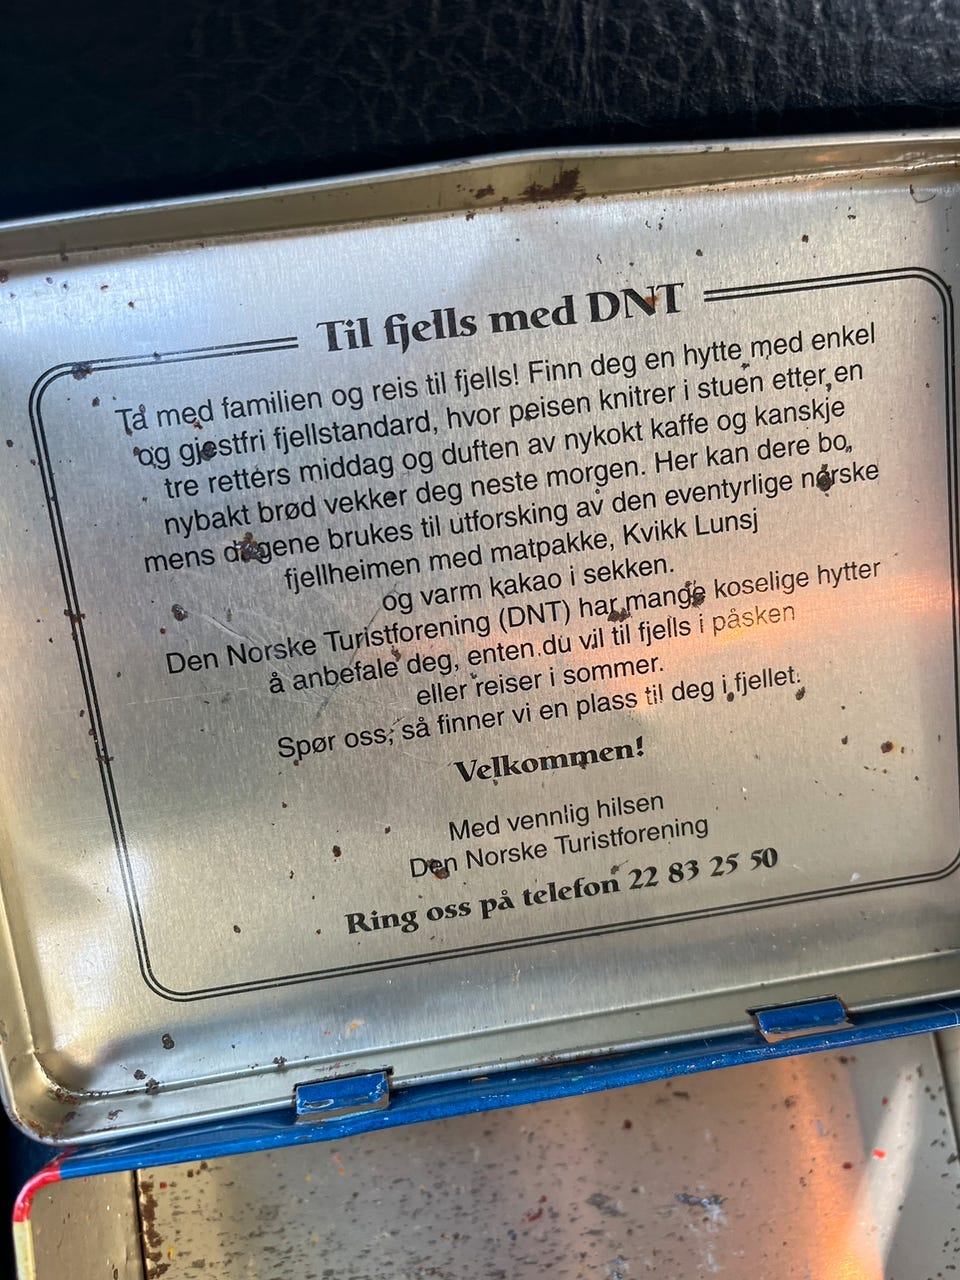 Til fjells med DNT
Ta med familien og reis til fjells! Finn deg en hytte med enkel
og gjestfri fjellstandard, hvor peisen knitrer i stuen etter en
tre retters middag og duften av nykokt kaffe og kanskje
nybakt brød vekker deg neste morgen. Her kan dere bo,
mens dagene brukes til utforsking av den eventyrlige norske
fjellheimen med matpakke, Kvikk Lunsj
og varm kakao i sekken.
Den Norske Turistforening (DNT) har mange koselige hytter
å anbefale deg, enten du vil til fjells i påsken
eller reiser i sommer.
Spør oss, så finner vi en plass til deg i fjellet.
Velkommen!
Med vennlig hilsen
Den Norske Turistforening
Ring oss på telefon 22 83 25 50